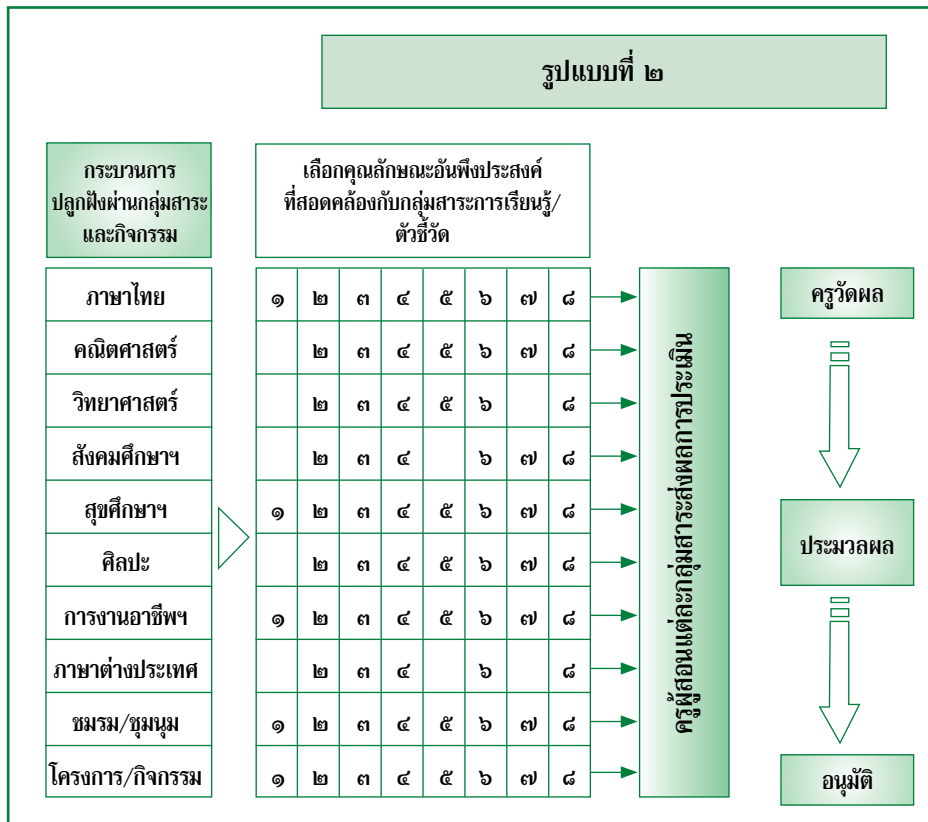 รูปแบบที่ ๒
กระบวนการ
ปลูกฝังผ่านกลุ่มสาระ
และกิจกรรม
เลือกคุณลักษณะอันพึงประสงค์
ที่สอดคล้องกับกลุ่มสาระการเรียนรู้/
ตัวชี้วัด
ภาษาไทย ๑ ๒ ๓ ๔ ๕ ๖ ๗ ๘
คณิตศาสตร์ ๒ ๓ ๔ ๕ ๖ ๗ ๘
วิทยาศาสตร์ ๒ ๓ ๔ ๕ ๖ ๘
สังคมศึกษาฯ ๒ ๓ ๔ ๖ ๗ ๘
สุขศึกษาฯ ๑ ๒ ๓ ๔ ๕ ๖ ๗ ๘
ศิลปะ ๒ ๓ ๔ ๕ ๖ ๗ ๘
การงานอาชีพฯ ๑ ๒ ๓ ๔ ๕ ๖ ๗ ๘
ภาษาต่างประเทศ ๒ ๓ ๔ ๖ ๘
ชมรม/ชุมนุม ๑ ๒ ๓ ๔ ๕ ๖ ๗ ๘
โครงการ/กิจกรรม ๑ ๒ ๓ ๔ ๕ ๖ ๗ ๘
ครูผู้สอนแต่ละกลุ่มสาระส่งผลการประเมิน
ครูวัดผล
ประมวลผล
อนุมัติ